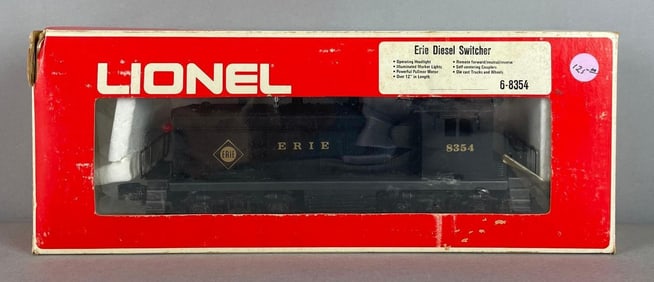 Erie Diesel Switcher
• Operating Headlight
• Illuminated Marker Lights
• Powerful Pullmor Motor
• Over 12" in Length
• Remote forward/neutral/reverse
• Self centering Couplers
• Die cast Trucks and Wheels
6-8354
125-
LIONEL
ERIE
ERIE
8354